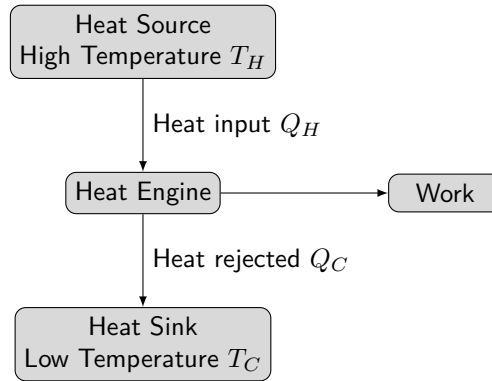 Heat Source
High Temperature T_H
Heat input Q_H
Heat Engine
Work
Heat rejected Q_C
Heat Sink
Low Temperature T_C